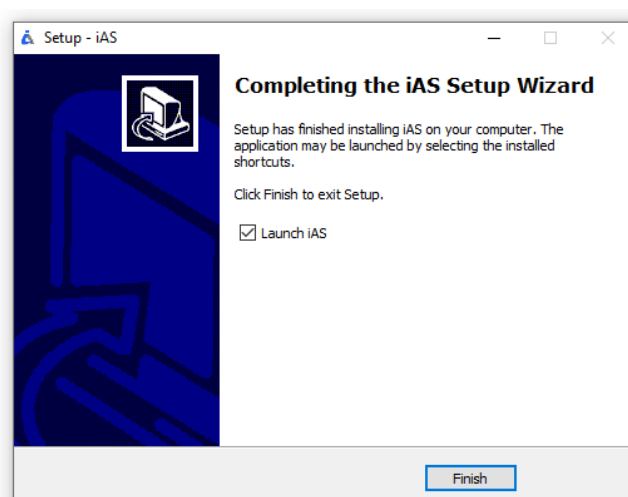 Setup - iAS
Completing the iAS Setup Wizard
Setup has finished installing iAS on your computer. The
application may be launched by selecting the installed
shortcuts.
Click Finish to exit Setup.
Launch iAS
Finish